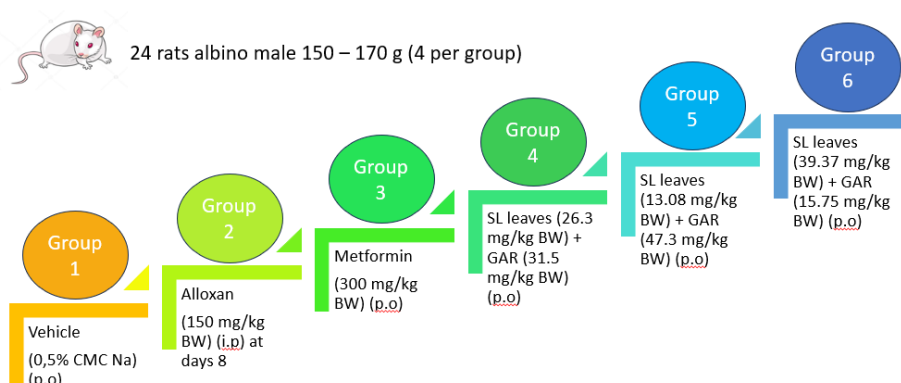 24 rats albino male 150 – 170 g (4 per group)
Group
1
Vehicle
(0,5% CMC Na)
(p.o)
Group
2
Alloxan
(150 mg/kg
BW) (i.p) at
days 8
Group
3
Metformin
(300 mg/kg
BW) (p.o)
Group
4
SL leaves (26.3
mg/kg BW) +
GAR (31.5
mg/kg BW)
(p.o)
Group
5
SL leaves
(13.08 mg/kg
BW) + GAR
(47.3 mg/kg
BW) (p.o)
Group
6
SL leaves
(39.37 mg/kg
BW) + GAR
(15.75 mg/kg
BW) (p.o)